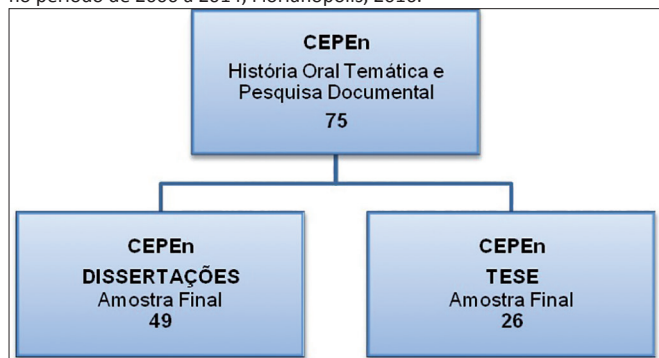 no período de 2000 a 2014, Florianópolis, 2016.
CEPEn
História Oral Temática e
Pesquisa Documental
75
CEPEn
DISSERTAÇÕES
Amostra Final
49
CEPEn
TESE
Amostra Final
26